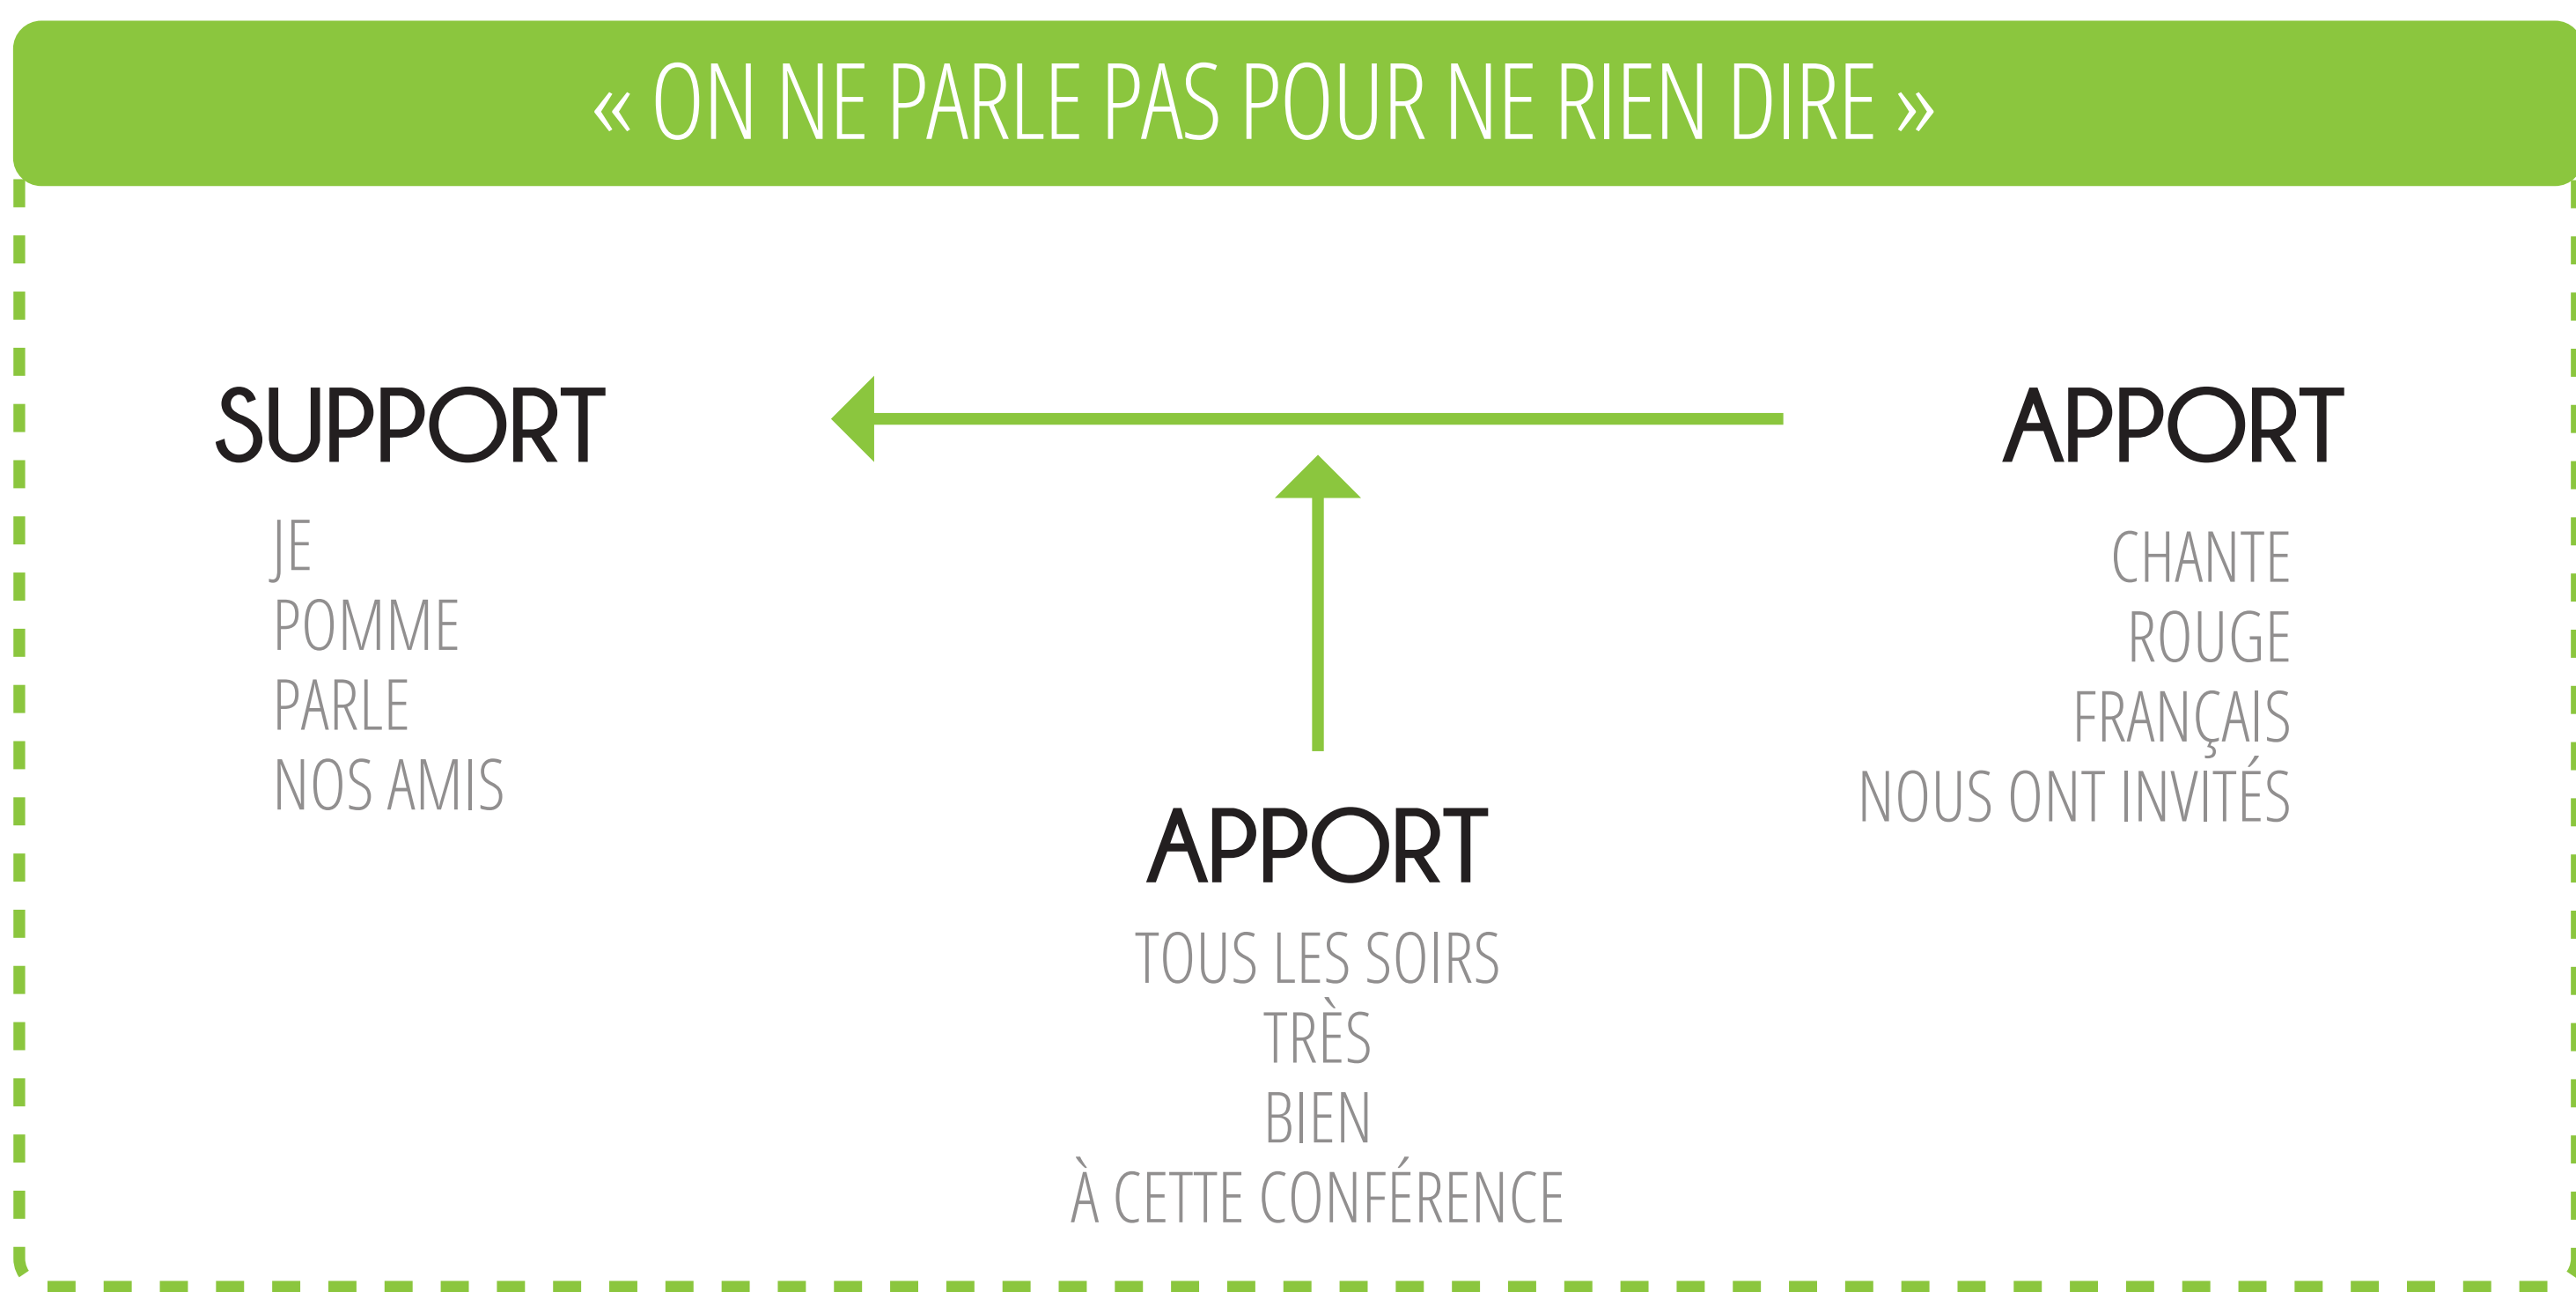 « ON NE PARLE PAS POUR NE RIEN DIRE »
SUPPORT
JE
POMME
PARLE
NOS AMIS
APPORT
CHANTE
ROUGE
FRANÇAIS
NOUS ONT INVITÉS
APPORT
TOUS LES SOIRS
TRÈS
BIEN
À CETTE CONFÉRENCE